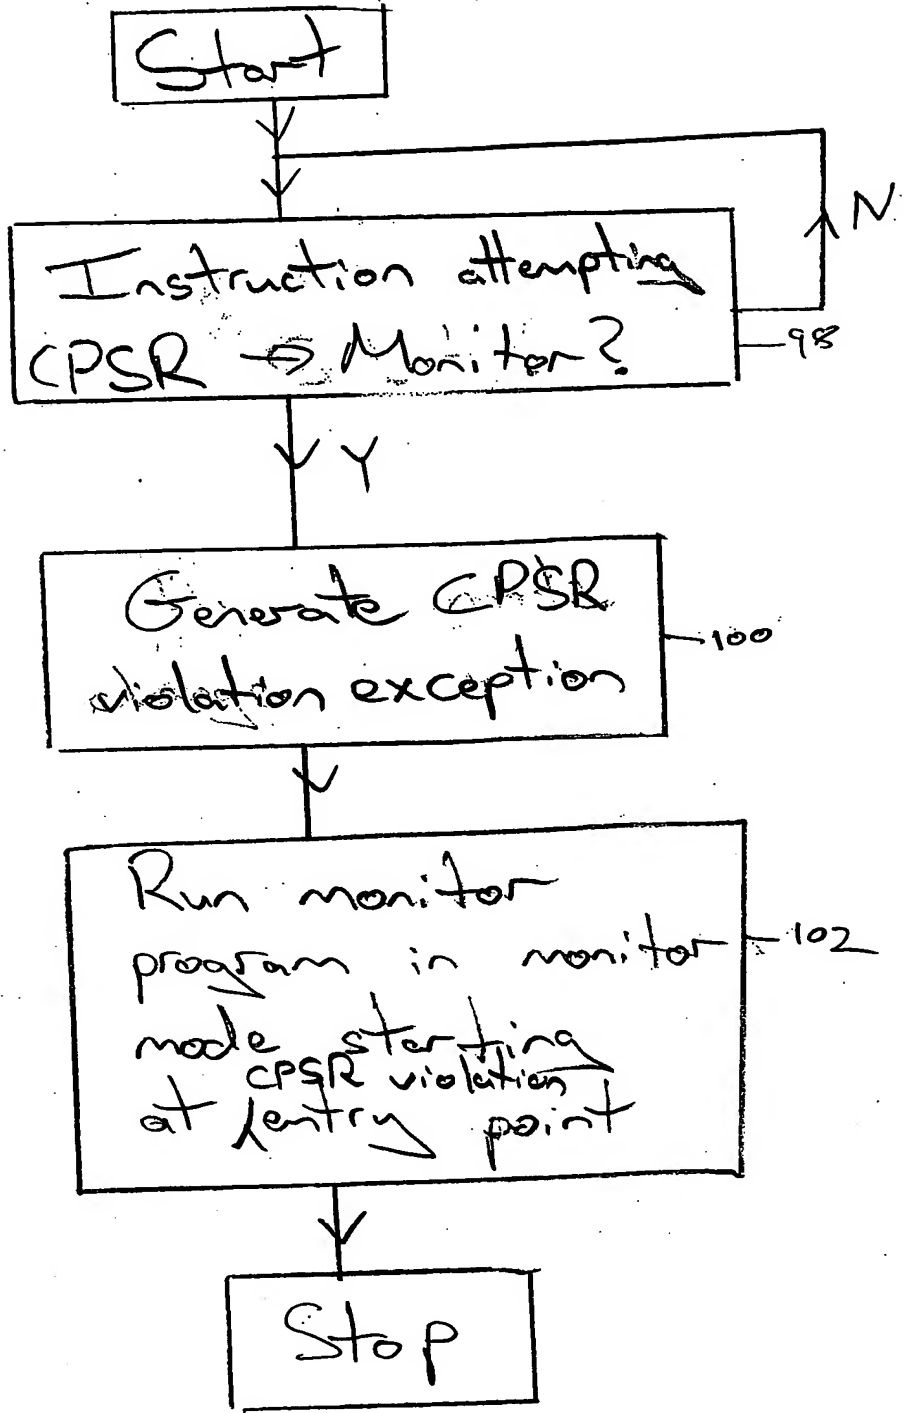 Start
N
Instruction attempting
CPSR → Monitor?
98
Y
Generate CPSR
violation exception
100
Run monitor
program in monitor
102
mode starting
CPSR violation
at entry point
Stop